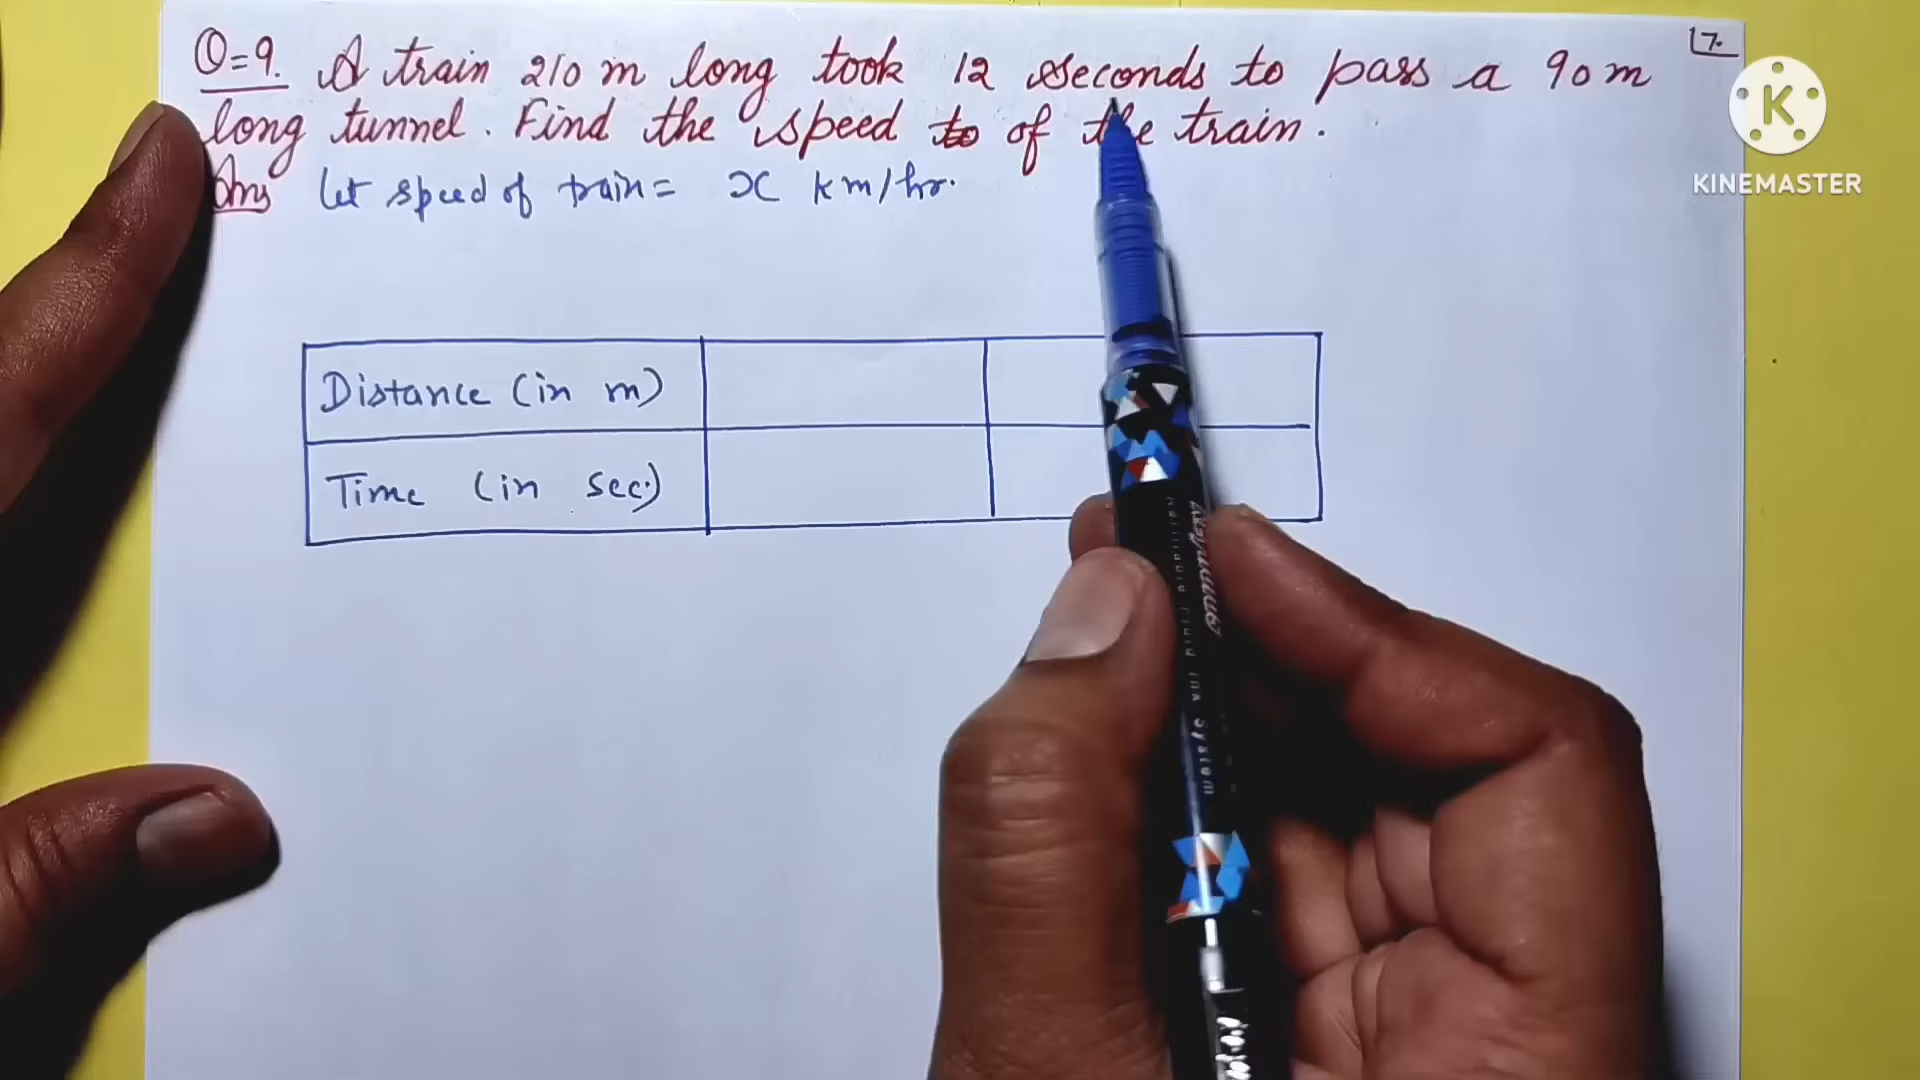 Q=9. A train 210 m long took 12 seconds to pass a 90 m
long tunnel. Find the speed to of the train.
Ans let speed of train = x km/hr.
Distance (in m)
Time (in sec.)
17.
K
KINEMASTER